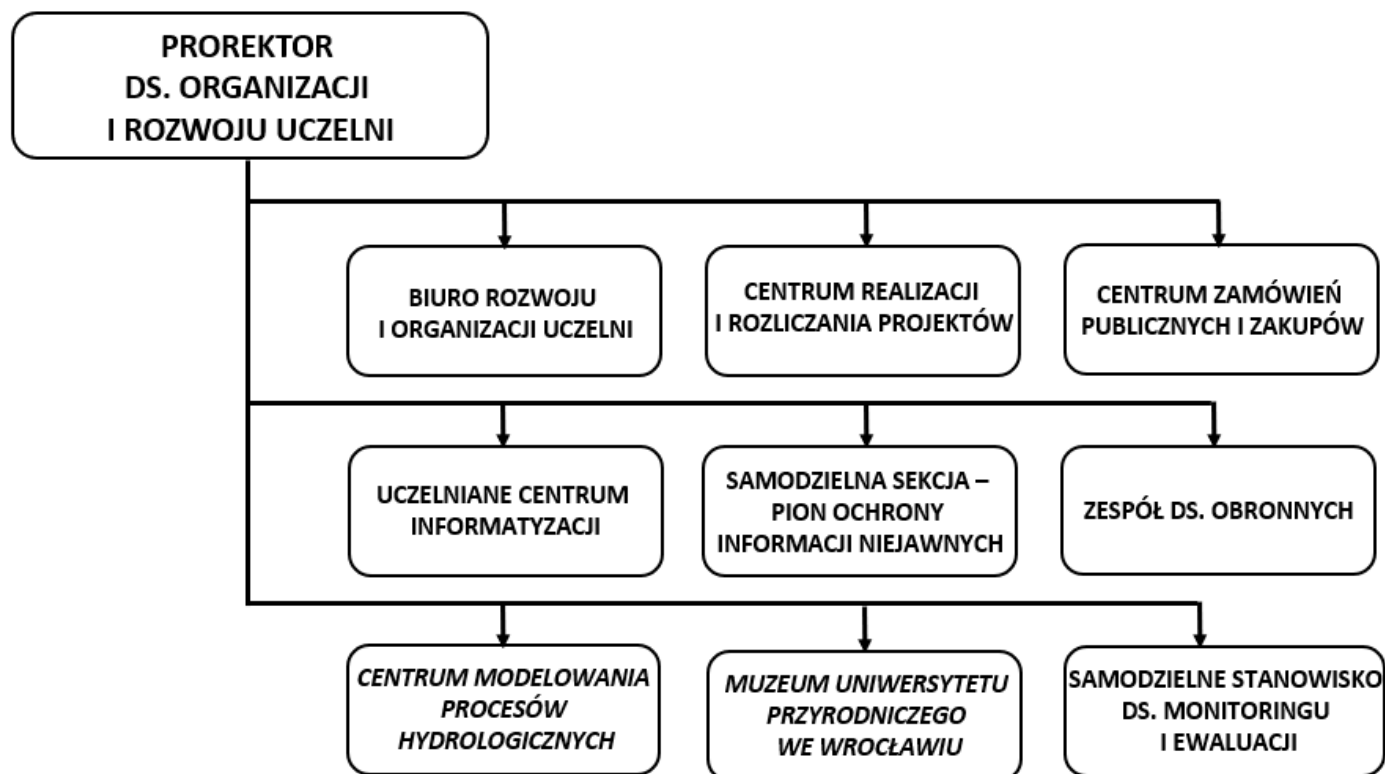 PROREKTOR
DS. ORGANIZACJI
I ROZWOJU UCZELNI
BIURO ROZWOJU
I ORGANIZACJI UCZELNI
CENTRUM REALIZACJI
I ROZLICZANIA PROJEKTÓW
CENTRUM ZAMÓWIEŃ
PUBLICZNYCH I ZAKUPÓW
UCZELNIANE CENTRUM
INFORMATYZACJI
SAMODZIELNA SEKCJA –
PION OCHRONY
INFORMACJI NIEJAWNYCH
ZESPÓŁ DS. OBRONNYCH
CENTRUM MODELOWANIA
PROCESÓW
HYDROLOGICZNYCH
MUZEUM UNIWERSYTETU
PRZYRODNICZEGO
WE WROCŁAWIU
SAMODZIELNE STANOWISKO
DS. MONITORINGU
I EWALUACJI